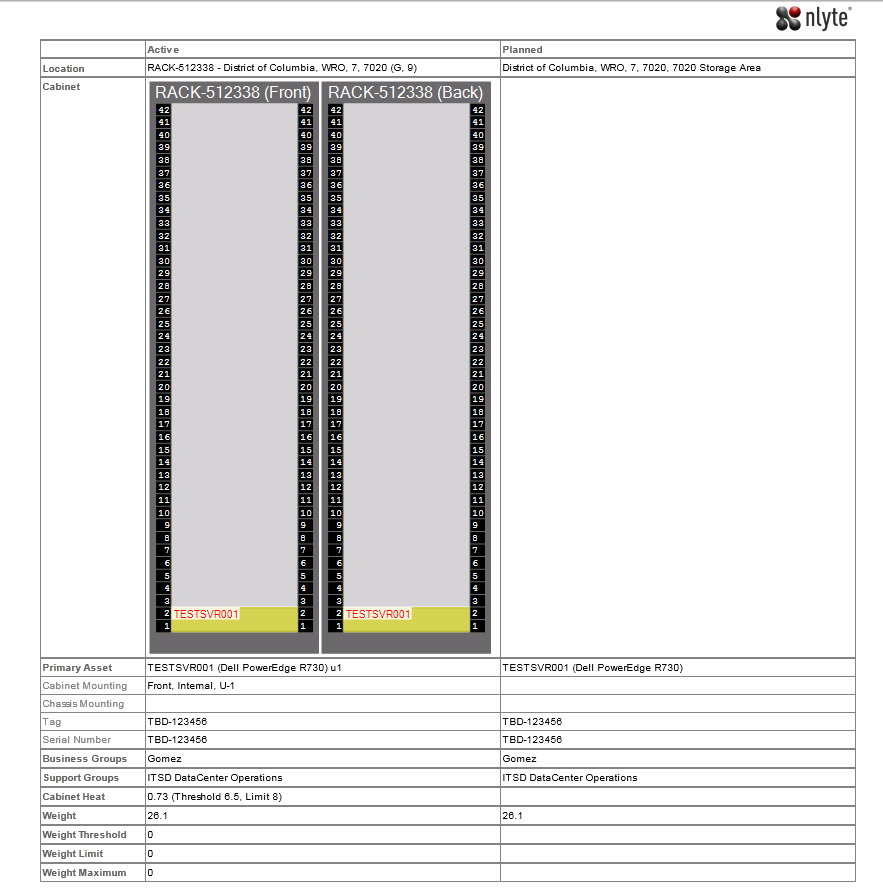 nlyte
Active Planned
Location RACK-512338 - District of Columbia, WRO, 7, 7020 (G, 9) District of Columbia, WRO, 7, 7020, 7020 Storage Area
Cabinet
RACK-512338 (Front) RACK-512338 (Back)
42 42 42 42
41 41 41 41
40 40 40 40
39 39 39 39
38 38 38 38
37 37 37 37
36 36 36 36
35 35 35 35
34 34 34 34
33 33 33 33
32 32 32 32
31 31 31 31
30 30 30 30
29 29 29 29
28 28 28 28
27 27 27 27
26 26 26 26
25 25 25 25
24 24 24 24
23 23 23 23
22 22 22 22
21 21 21 21
20 20 20 20
19 19 19 19
18 18 18 18
17 17 17 17
16 16 16 16
15 15 15 15
14 14 14 14
13 13 13 13
12 12 12 12
11 11 11 11
10 10 10 10
9 9 9 9
8 8 8 8
7 7 7 7
6 6 6 6
5 5 5 5
4 4 4 4
3 3 3 3
2 TESTSVR001 2 2 TESTSVR001 2
1 1 1 1
Primary Asset TESTSVR001 (Dell PowerEdge R730) u1 TESTSVR001 (Dell PowerEdge R730)
Cabinet Mounting Front, Internal, U-1
Chassis Mounting
Tag TBD-123456 TBD-123456
Serial Number TBD-123456 TBD-123456
Business Groups Gomez Gomez
Support Groups ITSD DataCenter Operations ITSD DataCenter Operations
Cabinet Heat 0.73 (Threshold 6.5, Limit 8)
Weight 26.1 26.1
Weight Threshold 0
Weight Limit 0
Weight Maximum 0